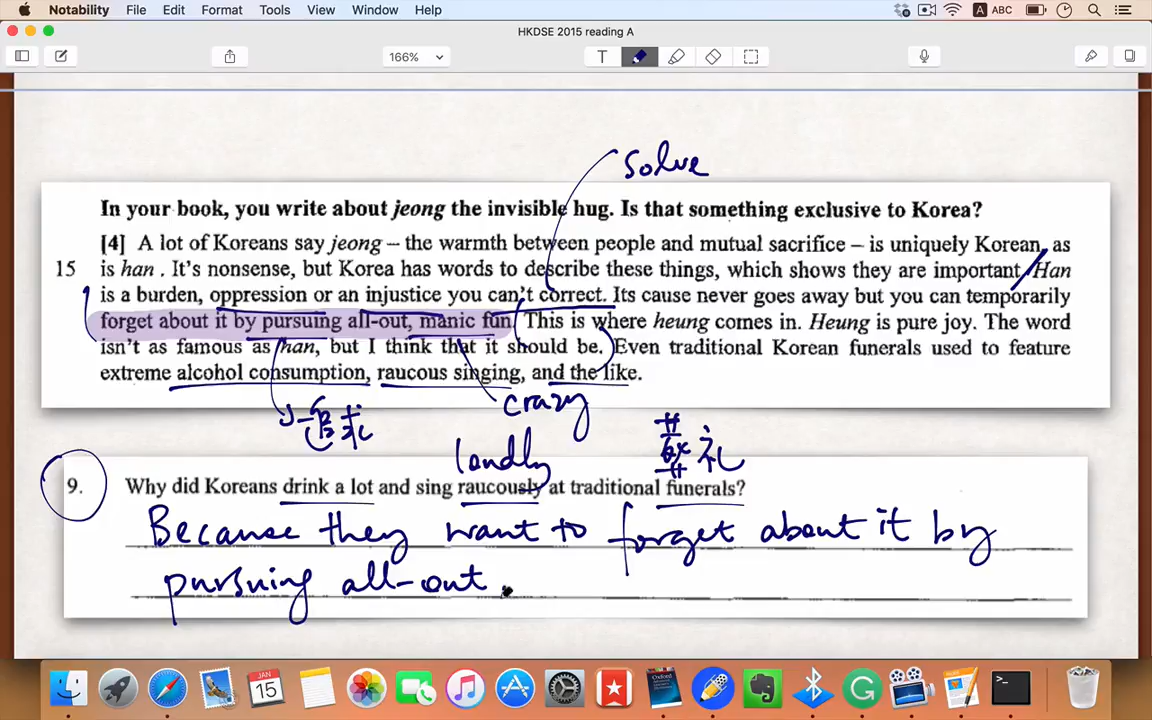 Notability File Edit Format Tools View Window Help ABC
HKDSE 2015 reading A
166% T
solve
In your book, you write about jeong the invisible hug. Is that something exclusive to Korea?
[4] A lot of Koreans say jeong – the warmth between people and mutual sacrifice – is uniquely Korean, as
15 is han . It's nonsense, but Korea has words to describe these things, which shows they are important. Han
is a burden, oppression or an injustice you can't correct. Its cause never goes away but you can temporarily
forget about it by pursuing all-out, manic fun. This is where heung comes in. Heung is pure joy. The word
isn't as famous as han, but I think that it should be. Even traditional Korean funerals used to feature
extreme alcohol consumption, raucous singing, and the like.
追求
crazy
loudly
葬礼
9. Why did Koreans drink a lot and sing raucously at traditional funerals?
Because they want to forget about it by
pursuing all-out
JAN
15